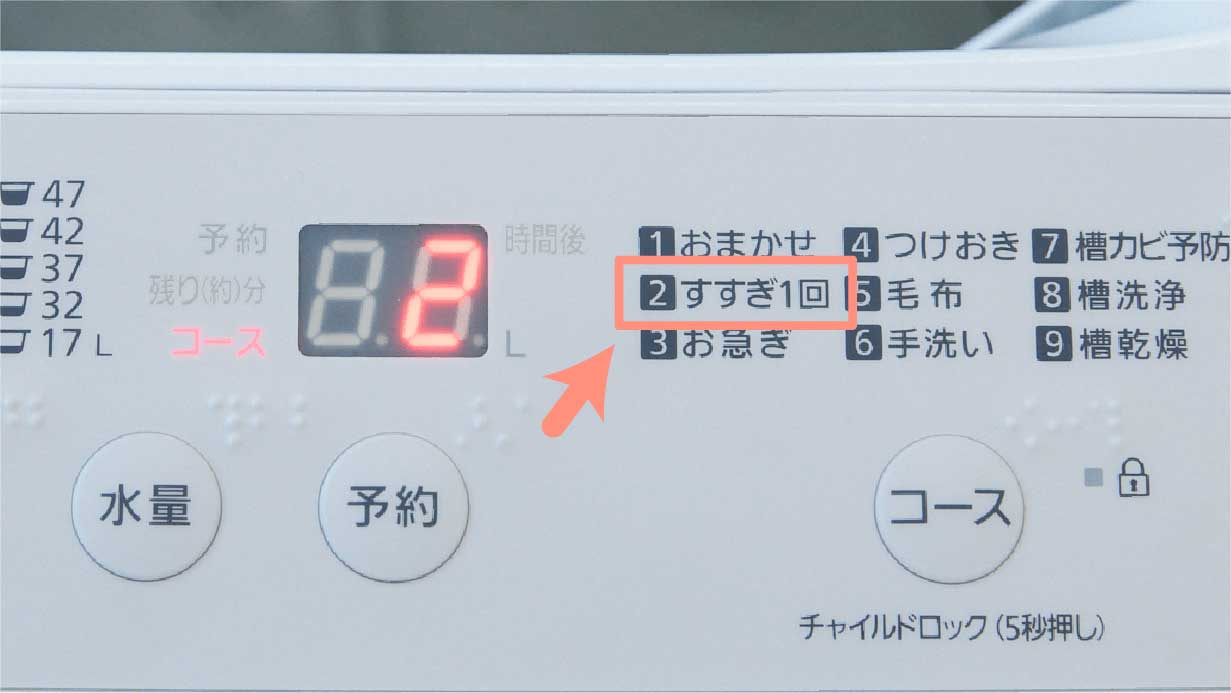 47
42
37
32
17 L
予約
残り(約)分
コース
2
時間後
L
1 おまかせ
2 すすぎ1回
3 お急ぎ
4 つけおき
5 毛布
6 手洗い
7 槽カビ予防
8 槽洗浄
9 槽乾燥
水量
予約
コース
チャイルドロック(5秒押し)